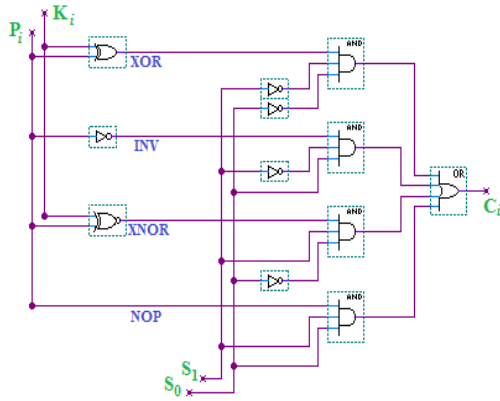 Pi
Ki
XOR
AND
INV
AND
OR
Ci
XNOR
AND
NOP
AND
S1
S0